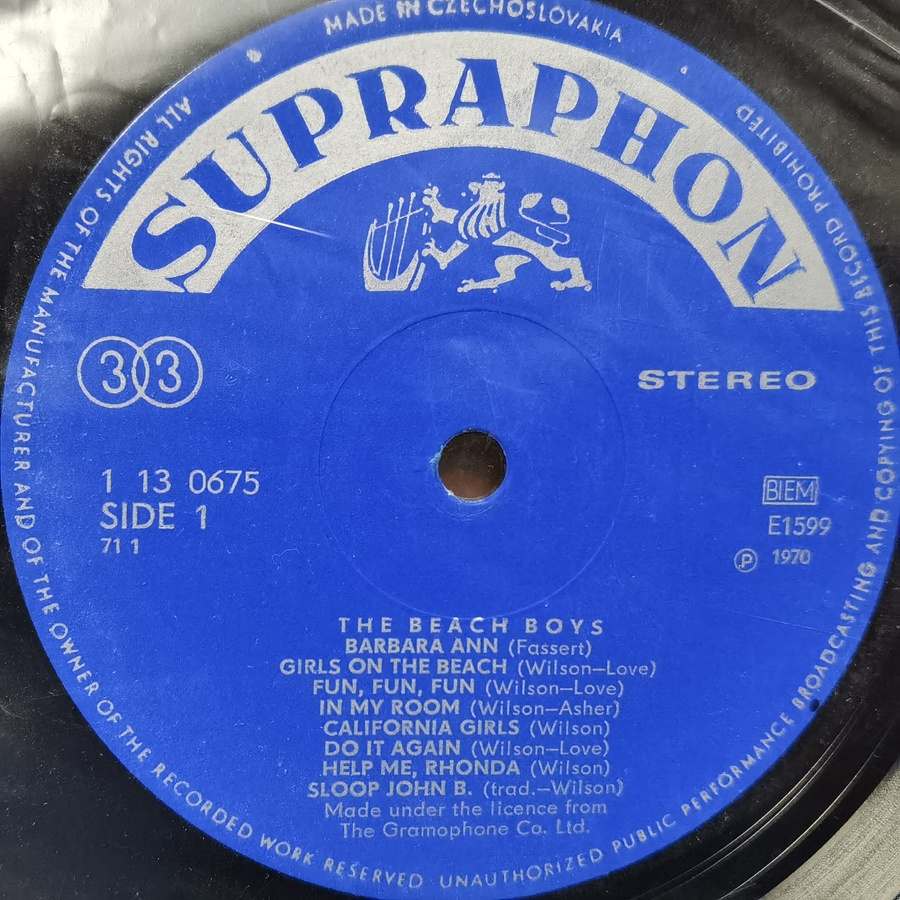 MADE IN CZECHOSLOVAKIA
SUPRAPHON
33
STEREO
1 13 0675
SIDE 1
71 1
BIEM
E1599
Ⓟ 1970
THE BEACH BOYS
BARBARA ANN (Fassert)
GIRLS ON THE BEACH (Wilson—Love)
FUN, FUN, FUN (Wilson—Love)
IN MY ROOM (Wilson—Asher)
CALIFORNIA GIRLS (Wilson)
DO IT AGAIN (Wilson—Love)
HELP ME, RHONDA (Wilson)
SLOOP JOHN B. (trad.—Wilson)
Made under the licence from
The Gramophone Co. Ltd.
ALL RIGHTS OF THE MANUFACTURER AND OF THE OWNER OF THE RECORDED WORK RESERVED · UNAUTHORIZED PUBLIC PERFORMANCE BROADCASTING AND COPYING OF THIS RECORD PROHIBITED